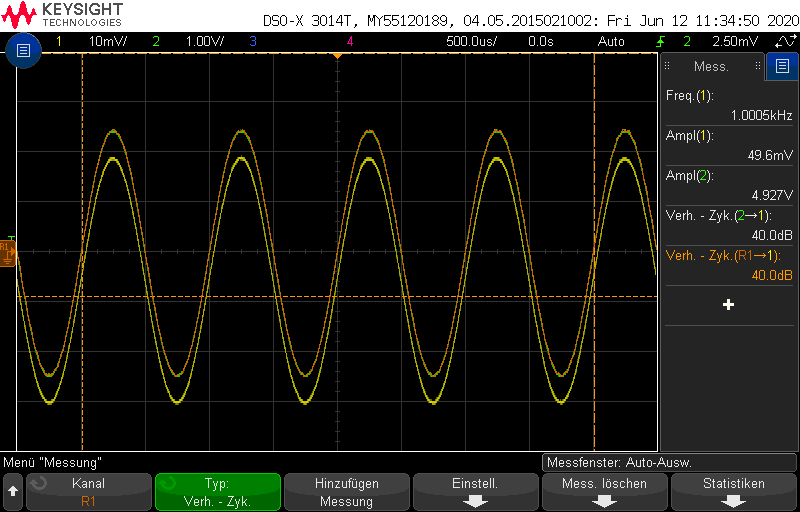 KEYSIGHT
TECHNOLOGIES
DSO-X 3014T, MY55120189, 04.05.2015021002: Fri Jun 12 11:34:50 2020
1 10mV/ 2 1.00V/ 3 4 500.0us/ 0.0s Auto 2 2.50mV
Mess.
Freq.(1):
1.0005kHz
Ampl(1):
49.6mV
Ampl(2):
4.927V
Verh. - Zyk.(2→1):
40.0dB
Verh. - Zyk.(R1→1):
40.0dB
T
R1
Menü "Messung"
Messfenster: Auto-Ausw.
Kanal
R1
Typ:
Verh. - Zyk.
Hinzufügen
Messung
Einstell.
Mess. löschen
Statistiken